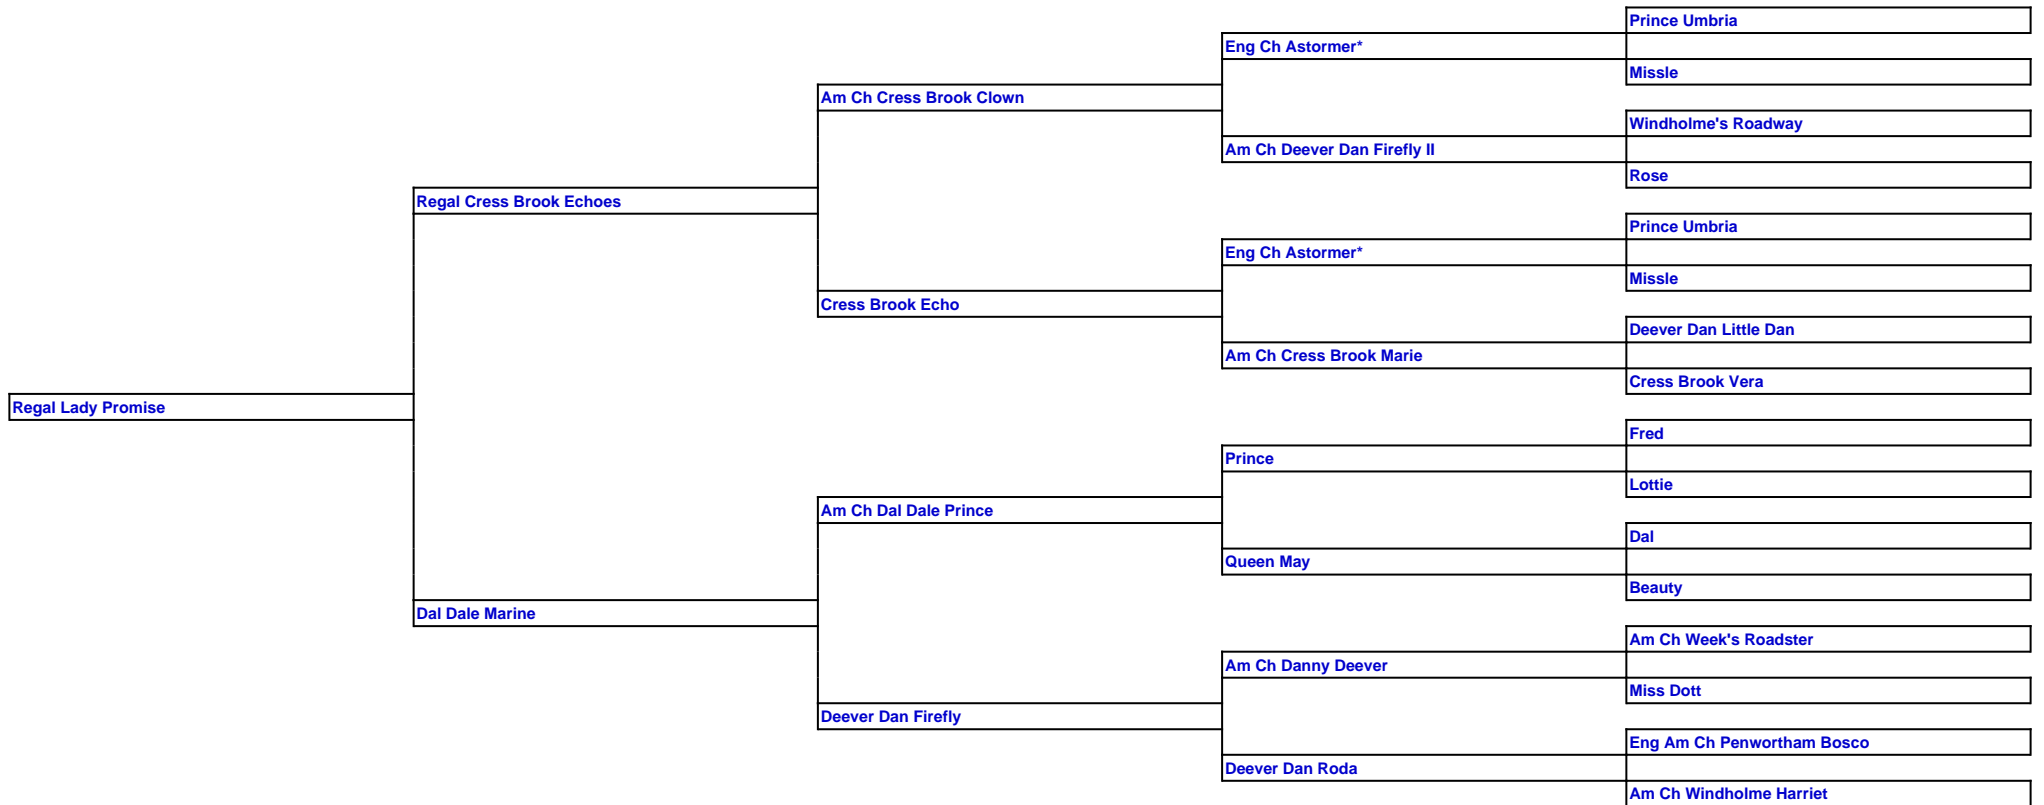 Prince Umbria
Eng Ch Astormer*
Missle
Am Ch Cress Brook Clown
Windholme's Roadway
Am Ch Deever Dan Firefly II
Rose
Regal Cress Brook Echoes
Prince Umbria
Eng Ch Astormer*
Missle
Cress Brook Echo
Deever Dan Little Dan
Am Ch Cress Brook Marie
Cress Brook Vera
Regal Lady Promise
Fred
Prince
Lottie
Am Ch Dal Dale Prince
Dal
Queen May
Beauty
Dal Dale Marine
Am Ch Week's Roadster
Am Ch Danny Deever
Miss Dott
Deever Dan Firefly
Eng Am Ch Penwortham Bosco
Deever Dan Roda
Am Ch Windholme Harriet